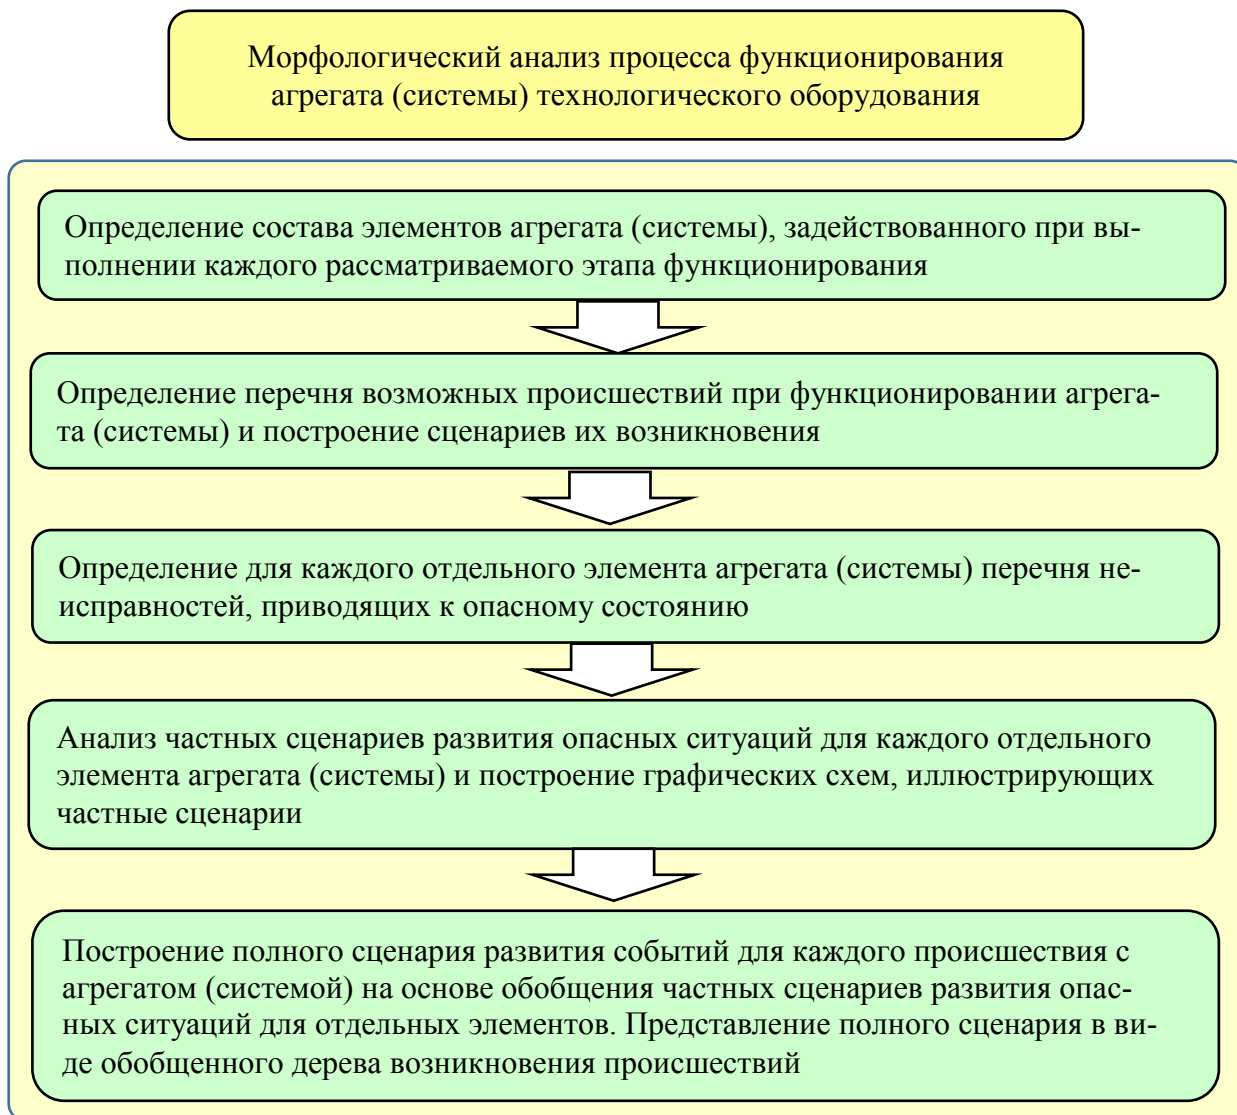 Морфологический анализ процесса функционирования
агрегата (системы) технологического оборудования
Определение состава элементов агрегата (системы), задействованного при вы-
полнении каждого рассматриваемого этапа функционирования
Определение перечня возможных происшествий при функционировании агрега-
та (системы) и построение сценариев их возникновения
Определение для каждого отдельного элемента агрегата (системы) перечня не-
исправностей, приводящих к опасному состоянию
Анализ частных сценариев развития опасных ситуаций для каждого отдельного
элемента агрегата (системы) и построение графических схем, иллюстрирующих
частные сценарии
Построение полного сценария развития событий для каждого происшествия с
агрегатом (системой) на основе обобщения частных сценариев развития опас-
ных ситуаций для отдельных элементов. Представление полного сценария в ви-
де обобщенного дерева возникновения происшествий